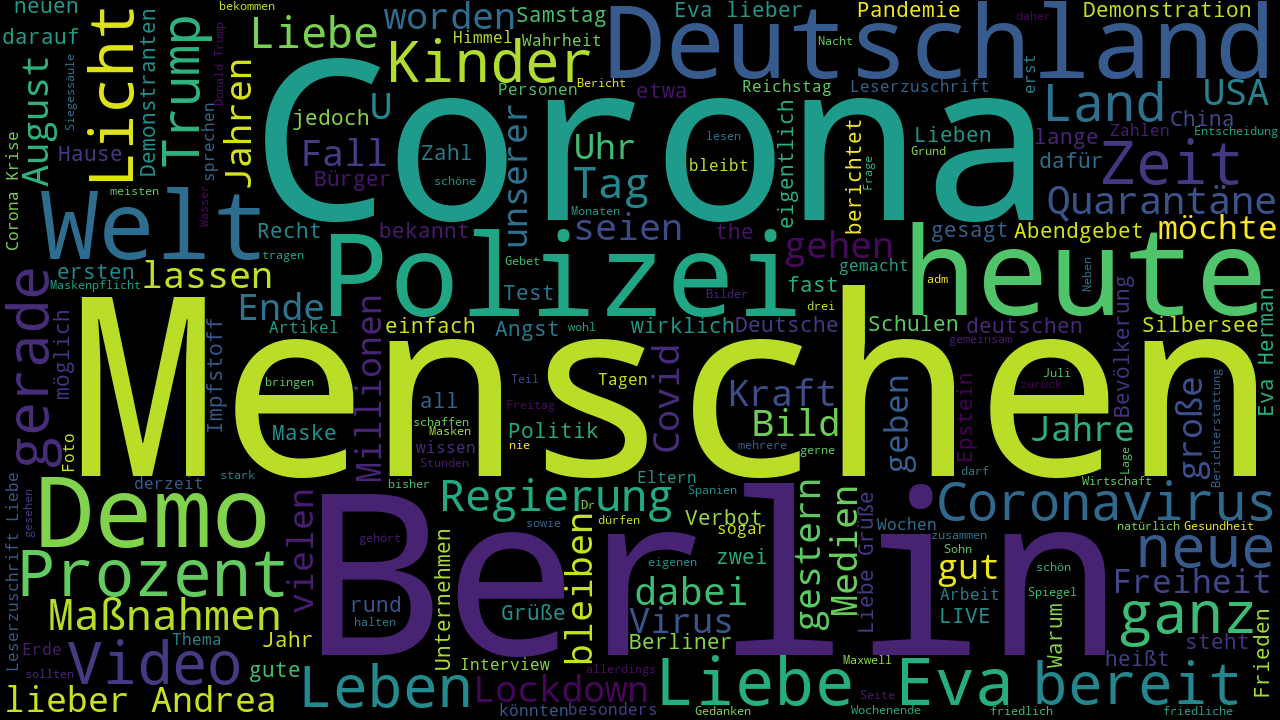 neuen
bekommen
Liebe
worden
Samstag
Eva lieber
Pandemie
daher
Demonstration
darauf
Licht
Trump
Donald Trump
Himmel
Wahrheit
Deutschland
Nacht
Siegessäule
Demonstranten
Kinder
Bericht
Personen
etwa
Reichstag
Leserzuschrift
erst
USA
August
sprechen
Jahren
Corona
jedoch
U
unserer
Land
China
Hause
Fall
Zahl
Uhr
lesen
eigentlich
berichtet
Lieben
lange
Zahlen
Entscheidung
Corona Krise
Bürger
schöne
Tag
bleibt
Frage
Grund
dafür
Zeit
meisten
Wasser
Monaten
Quarantäne
Welt
Recht
bekannt
seien
the
gehen
gesagt
Abendgebet
möchte
tragen
Polizei
Gebet
heute
ersten
Maskenpflicht
lassen
Test
Bilder
fast
gemacht
Neben
adm
gerade
möglich
Ende
drei
Artikel
einfach
Angst
wohl
wirklich
Deutsche
Schulen
deutschen
Bevölkerung
Silbersee
Eva Herman
Impfstoff
Millionen
Menschen
gemeinsam
bringen
Teil
Tagen
Covid
Kraft
geben
Epstein
Juli
zurück
große
Berichterstattung
all
Freitag
Bild
Foto
Maske
schaffen
Masken
wissen
Politik
nie
mehrere
gerne
Jahre
Lage
Stunden
stark
derzeit
bisher
Eltern
darf
Wirtschaft
Leserzuschrift Liebe
gesehen
Demo
vielen
Berlin
Regierung
Dr
Spanien
gestern
Medien
Liebe Grüße
Coronavirus
sowie
dürfen
Verbot
sogar
Wochen
natürlich
Gesundheit
gehört
Unternehmen
bleiben
zusammen
neue
Prozent
eigenen
zwei
Sohn
gut
schön
Freiheit
rund
Grüße
dabei
Arbeit
Spiegel
Maßnahmen
halten
Virus
LIVE
Warum
ganz
Erde
Thema
Jahr
Berliner
steht
Frieden
sollten
Video
gute
Interview
allerdings
Maxwell
heißt
lieber Andrea
Leben
Lockdown
Liebe
Seite
Eva
bereit
könnten
besonders
Gedanken
Wochenende
friedlich
friedliche